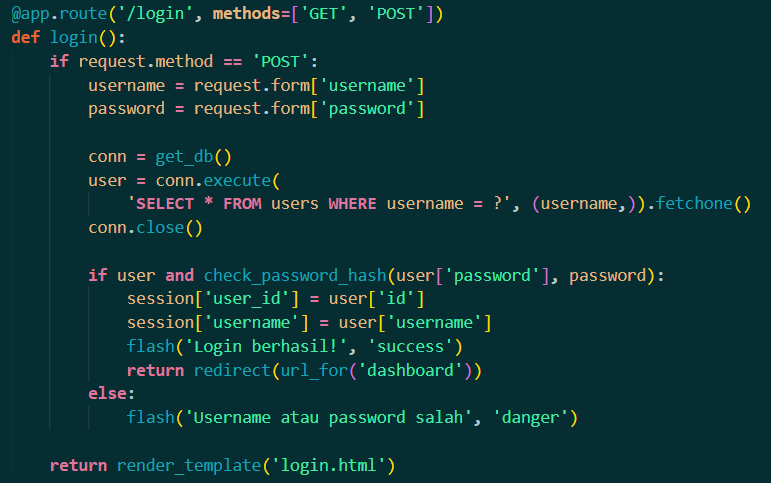 @app.route('/login', methods=['GET', 'POST'])
def login():
    if request.method == 'POST':
        username = request.form['username']
        password = request.form['password']

        conn = get_db()
        user = conn.execute(
            'SELECT * FROM users WHERE username = ?', (username,)).fetchone()
        conn.close()

        if user and check_password_hash(user['password'], password):
            session['user_id'] = user['id']
            session['username'] = user['username']
            flash('Login berhasil!', 'success')
            return redirect(url_for('dashboard'))
        else:
            flash('Username atau password salah', 'danger')

    return render_template('login.html')